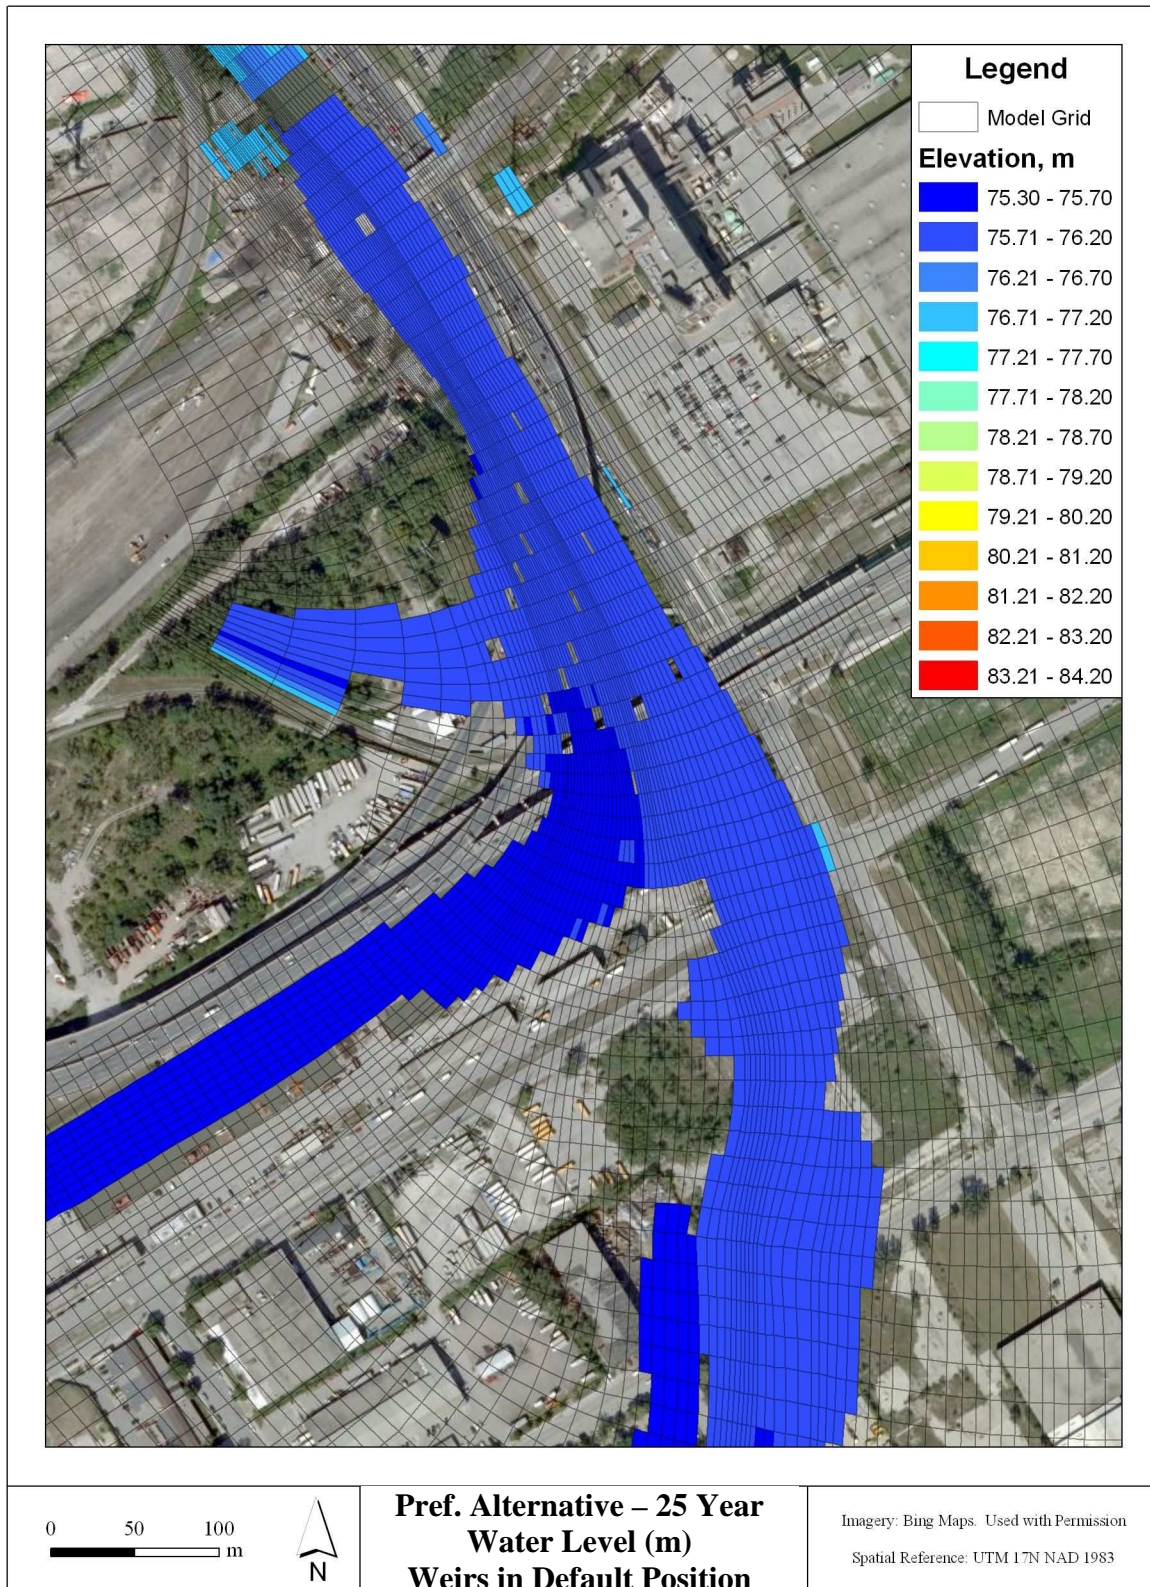 Legend
Model Grid
Elevation, m
75.30 - 75.70
75.71 - 76.20
76.21 - 76.70
76.71 - 77.20
77.21 - 77.70
77.71 - 78.20
78.21 - 78.70
78.71 - 79.20
79.21 - 80.20
80.21 - 81.20
81.21 - 82.20
82.21 - 83.20
83.21 - 84.20
0 50 100
m
N
Pref. Alternative – 25 Year
Water Level (m)
Weirs in Default Position
Imagery: Bing Maps. Used with Permission
Spatial Reference: UTM 17N NAD 1983